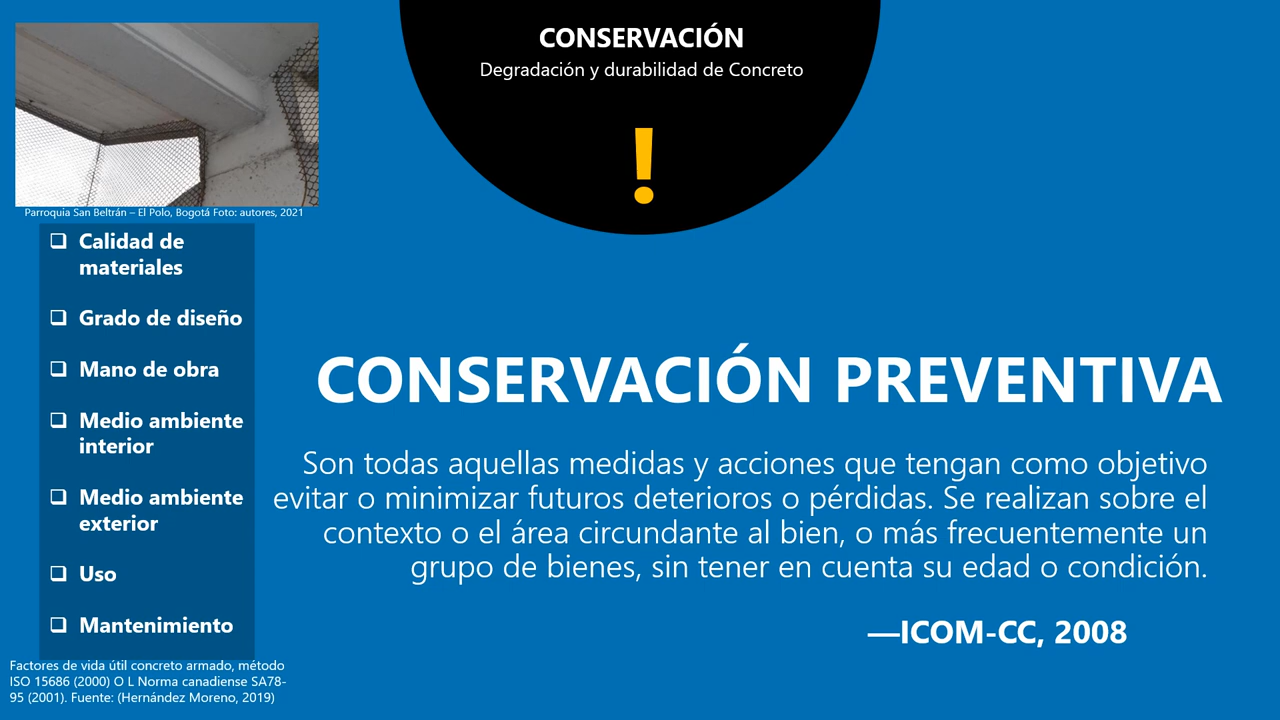 CONSERVACIÓN
Degradación y durabilidad de Concreto
!
Parroquia San Beltrán – El Polo, Bogotá Foto: autores, 2021
❑ Calidad de
materiales
❑ Grado de diseño
❑ Mano de obra
❑ Medio ambiente
interior
❑ Medio ambiente
exterior
❑ Uso
❑ Mantenimiento
Factores de vida útil concreto armado, método
ISO 15686 (2000) O L Norma canadiense SA78-
95 (2001). Fuente: (Hernández Moreno, 2019)
CONSERVACIÓN PREVENTIVA
Son todas aquellas medidas y acciones que tengan como objetivo
evitar o minimizar futuros deterioros o pérdidas. Se realizan sobre el
contexto o el área circundante al bien, o más frecuentemente un
grupo de bienes, sin tener en cuenta su edad o condición.
—ICOM-CC, 2008